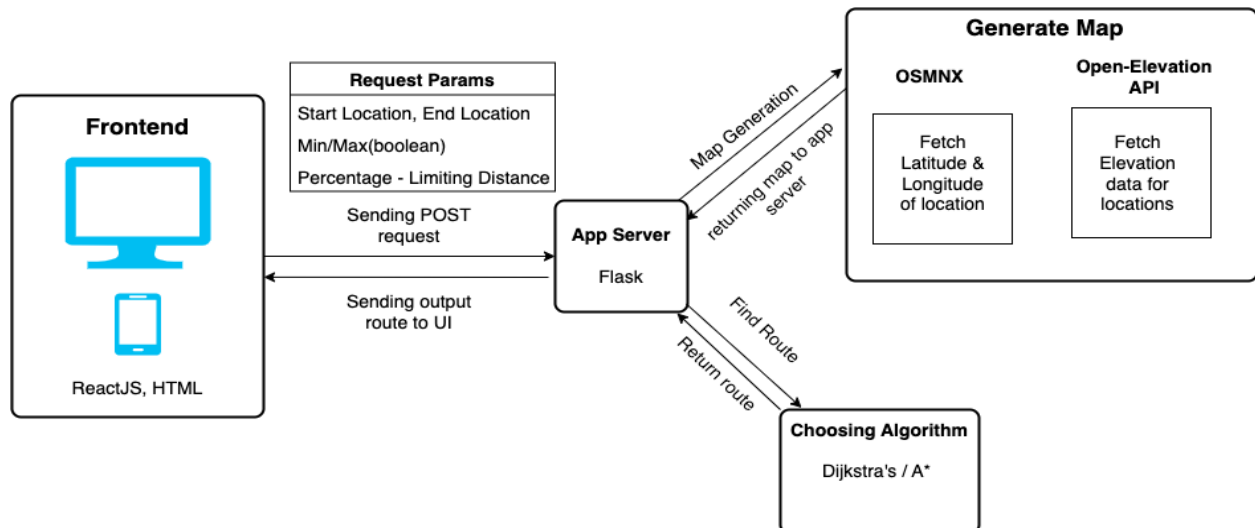 Frontend
ReactJS, HTML
Request Params
Start Location, End Location
Min/Max(boolean)
Percentage - Limiting Distance
Sending POST
request
Sending output
route to UI
App Server
Flask
Map Generation
returning map to app
server
Generate Map
OSMNX
Fetch
Latitude &
Longitude
of location
Open-Elevation
API
Fetch
Elevation
data for
locations
Find Route
Return route
Choosing Algorithm
Dijkstra's / A*